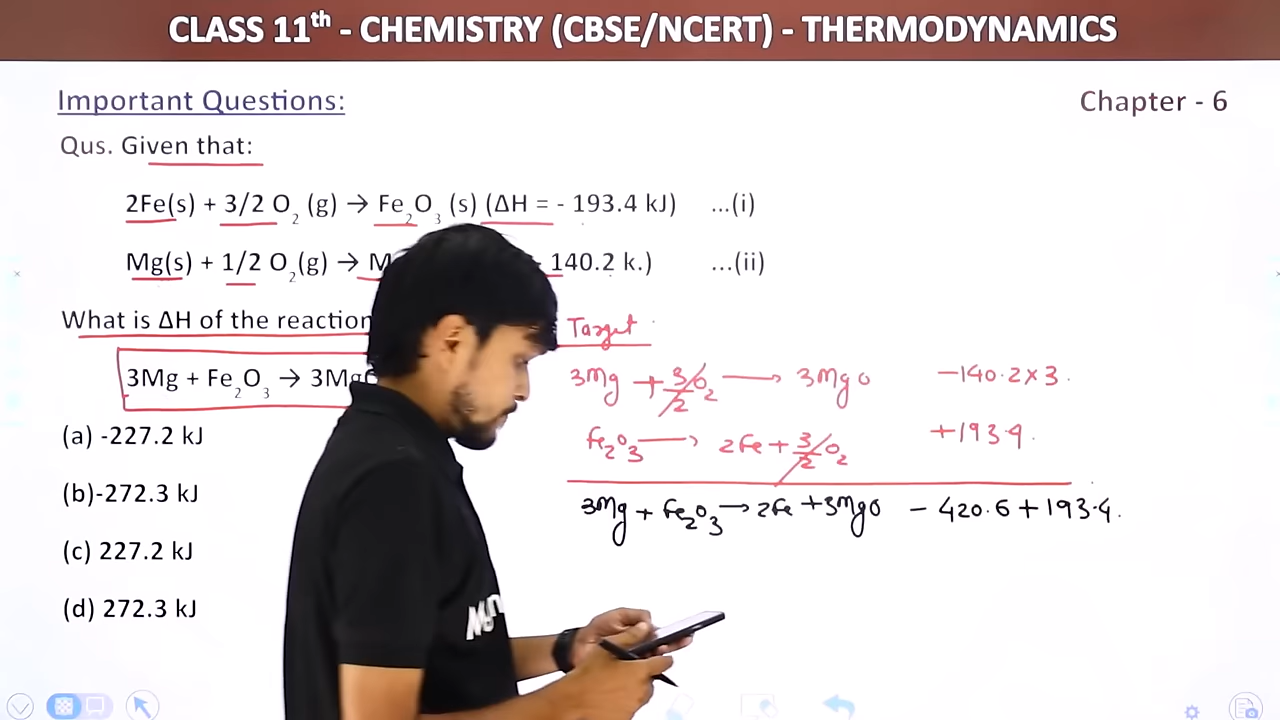 CLASS 11th - CHEMISTRY (CBSE/NCERT) - THERMODYNAMICS
Important Questions:
Chapter - 6
Qus. Given that:
2Fe(s) + 3/2 O2 (g) → Fe2O3 (s) (ΔH = - 193.4 kJ) ...(i)
Mg(s) + 1/2 O2(g) → M 140.2 k.) ...(ii)
What is ΔH of the reaction
Target
3Mg + Fe2O3 → 3Mg
3Mg + 3/2 O2 → 3MgO -140.2 x 3
Fe2O3 → 2Fe + 3/2 O2 +193.4
3Mg + Fe2O3 → 2Fe + 3MgO - 420.6 + 193.4
(a) -227.2 kJ
(b)-272.3 kJ
(c) 227.2 kJ
(d) 272.3 kJ